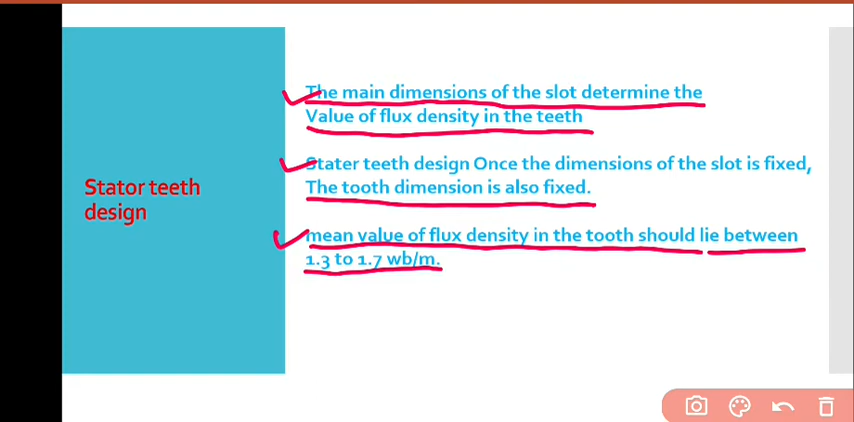 The main dimensions of the slot determine the
Value of flux density in the teeth
Stater teeth design Once the dimensions of the slot is fixed,
The tooth dimension is also fixed.
mean value of flux density in the tooth should lie between
1.3 to 1.7 wb/m.
Stator teeth
design